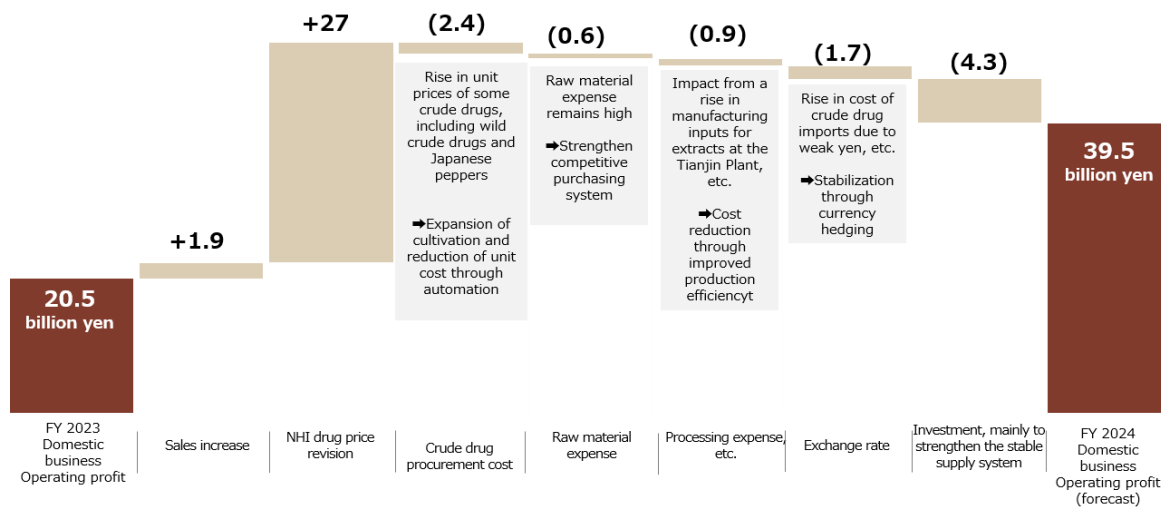 +27
(2.4)
(0.6)
(0.9)
(1.7)
(4.3)
+1.9
20.5
billion yen
39.5
billion yen
Rise in unit
prices of some
crude drugs,
including wild
crude drugs and
Japanese
peppers
➡Expansion of
cultivation and
reduction of unit
cost through
automation
Raw material
expense
remains high
➡Strengthen
competitive
purchasing
system
Impact from a
rise in
manufacturing
inputs for
extracts at the
Tianjin Plant,
etc.
➡Cost
reduction
through
improved
production
efficiencyt
Rise in cost of
crude drug
imports due to
weak yen, etc.
➡Stabilization
through
currency
hedging
FY 2023
Domestic
business
Operating profit
Sales increase
NHI drug price
revision
Crude drug
procurement cost
Raw material
expense
Processing expense,
etc.
Exchange rate
Investment, mainly to
strengthen the stable
supply system
FY 2024
Domestic
business
Operating profit
(forecast)